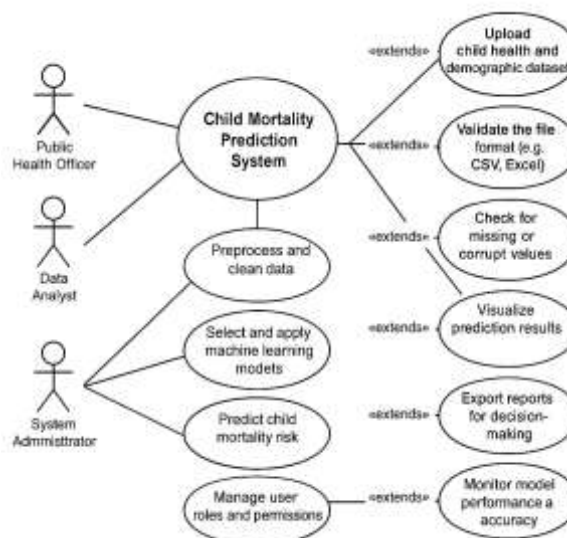 Public
Health Officer
Data
Analyst
System
Administrator
Child Mortality
Prediction
System
Preprocess and
clean data
Select and apply
machine learning
models
Predict child
mortality risk
Manage user
roles and permissions
«extends»
Upload
child health and
demographic dataset
«extends»
Validate the file
format (e.g.
CSV, Excel)
«extends»
Check for
missing or
corrupt values
«extends»
Visualize
prediction results
«extends»
Export reports
for decision-
making
«extends»
Monitor model
performance a
accuracy